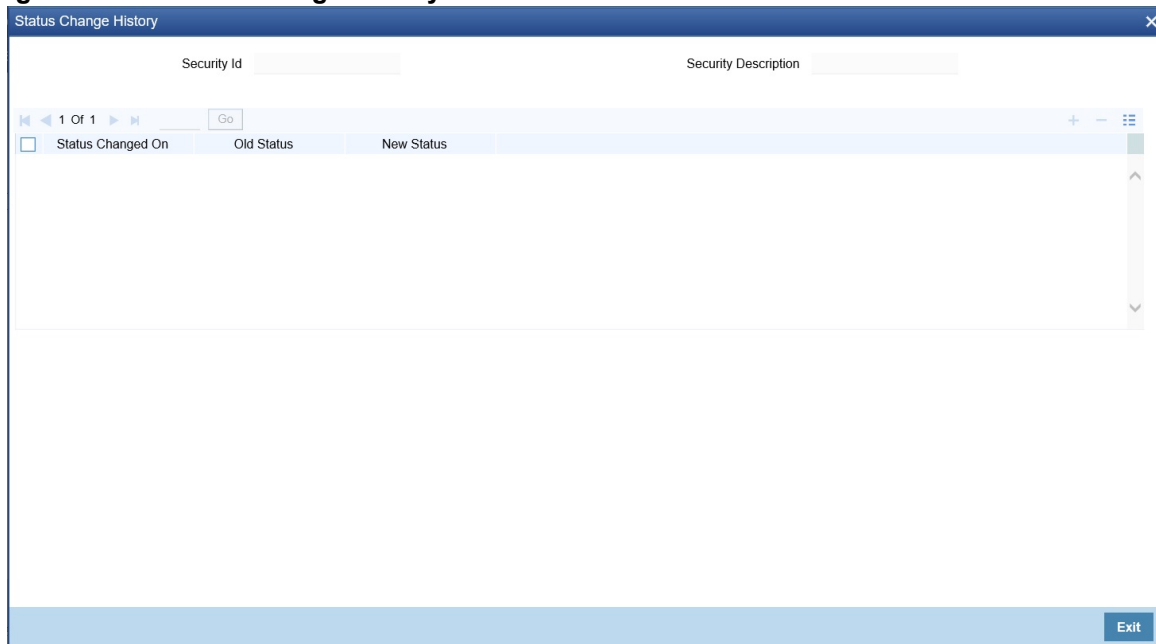 Status Change History
Security Id Security Description
1 Of 1 Go
Status Changed On Old Status New Status
Exit